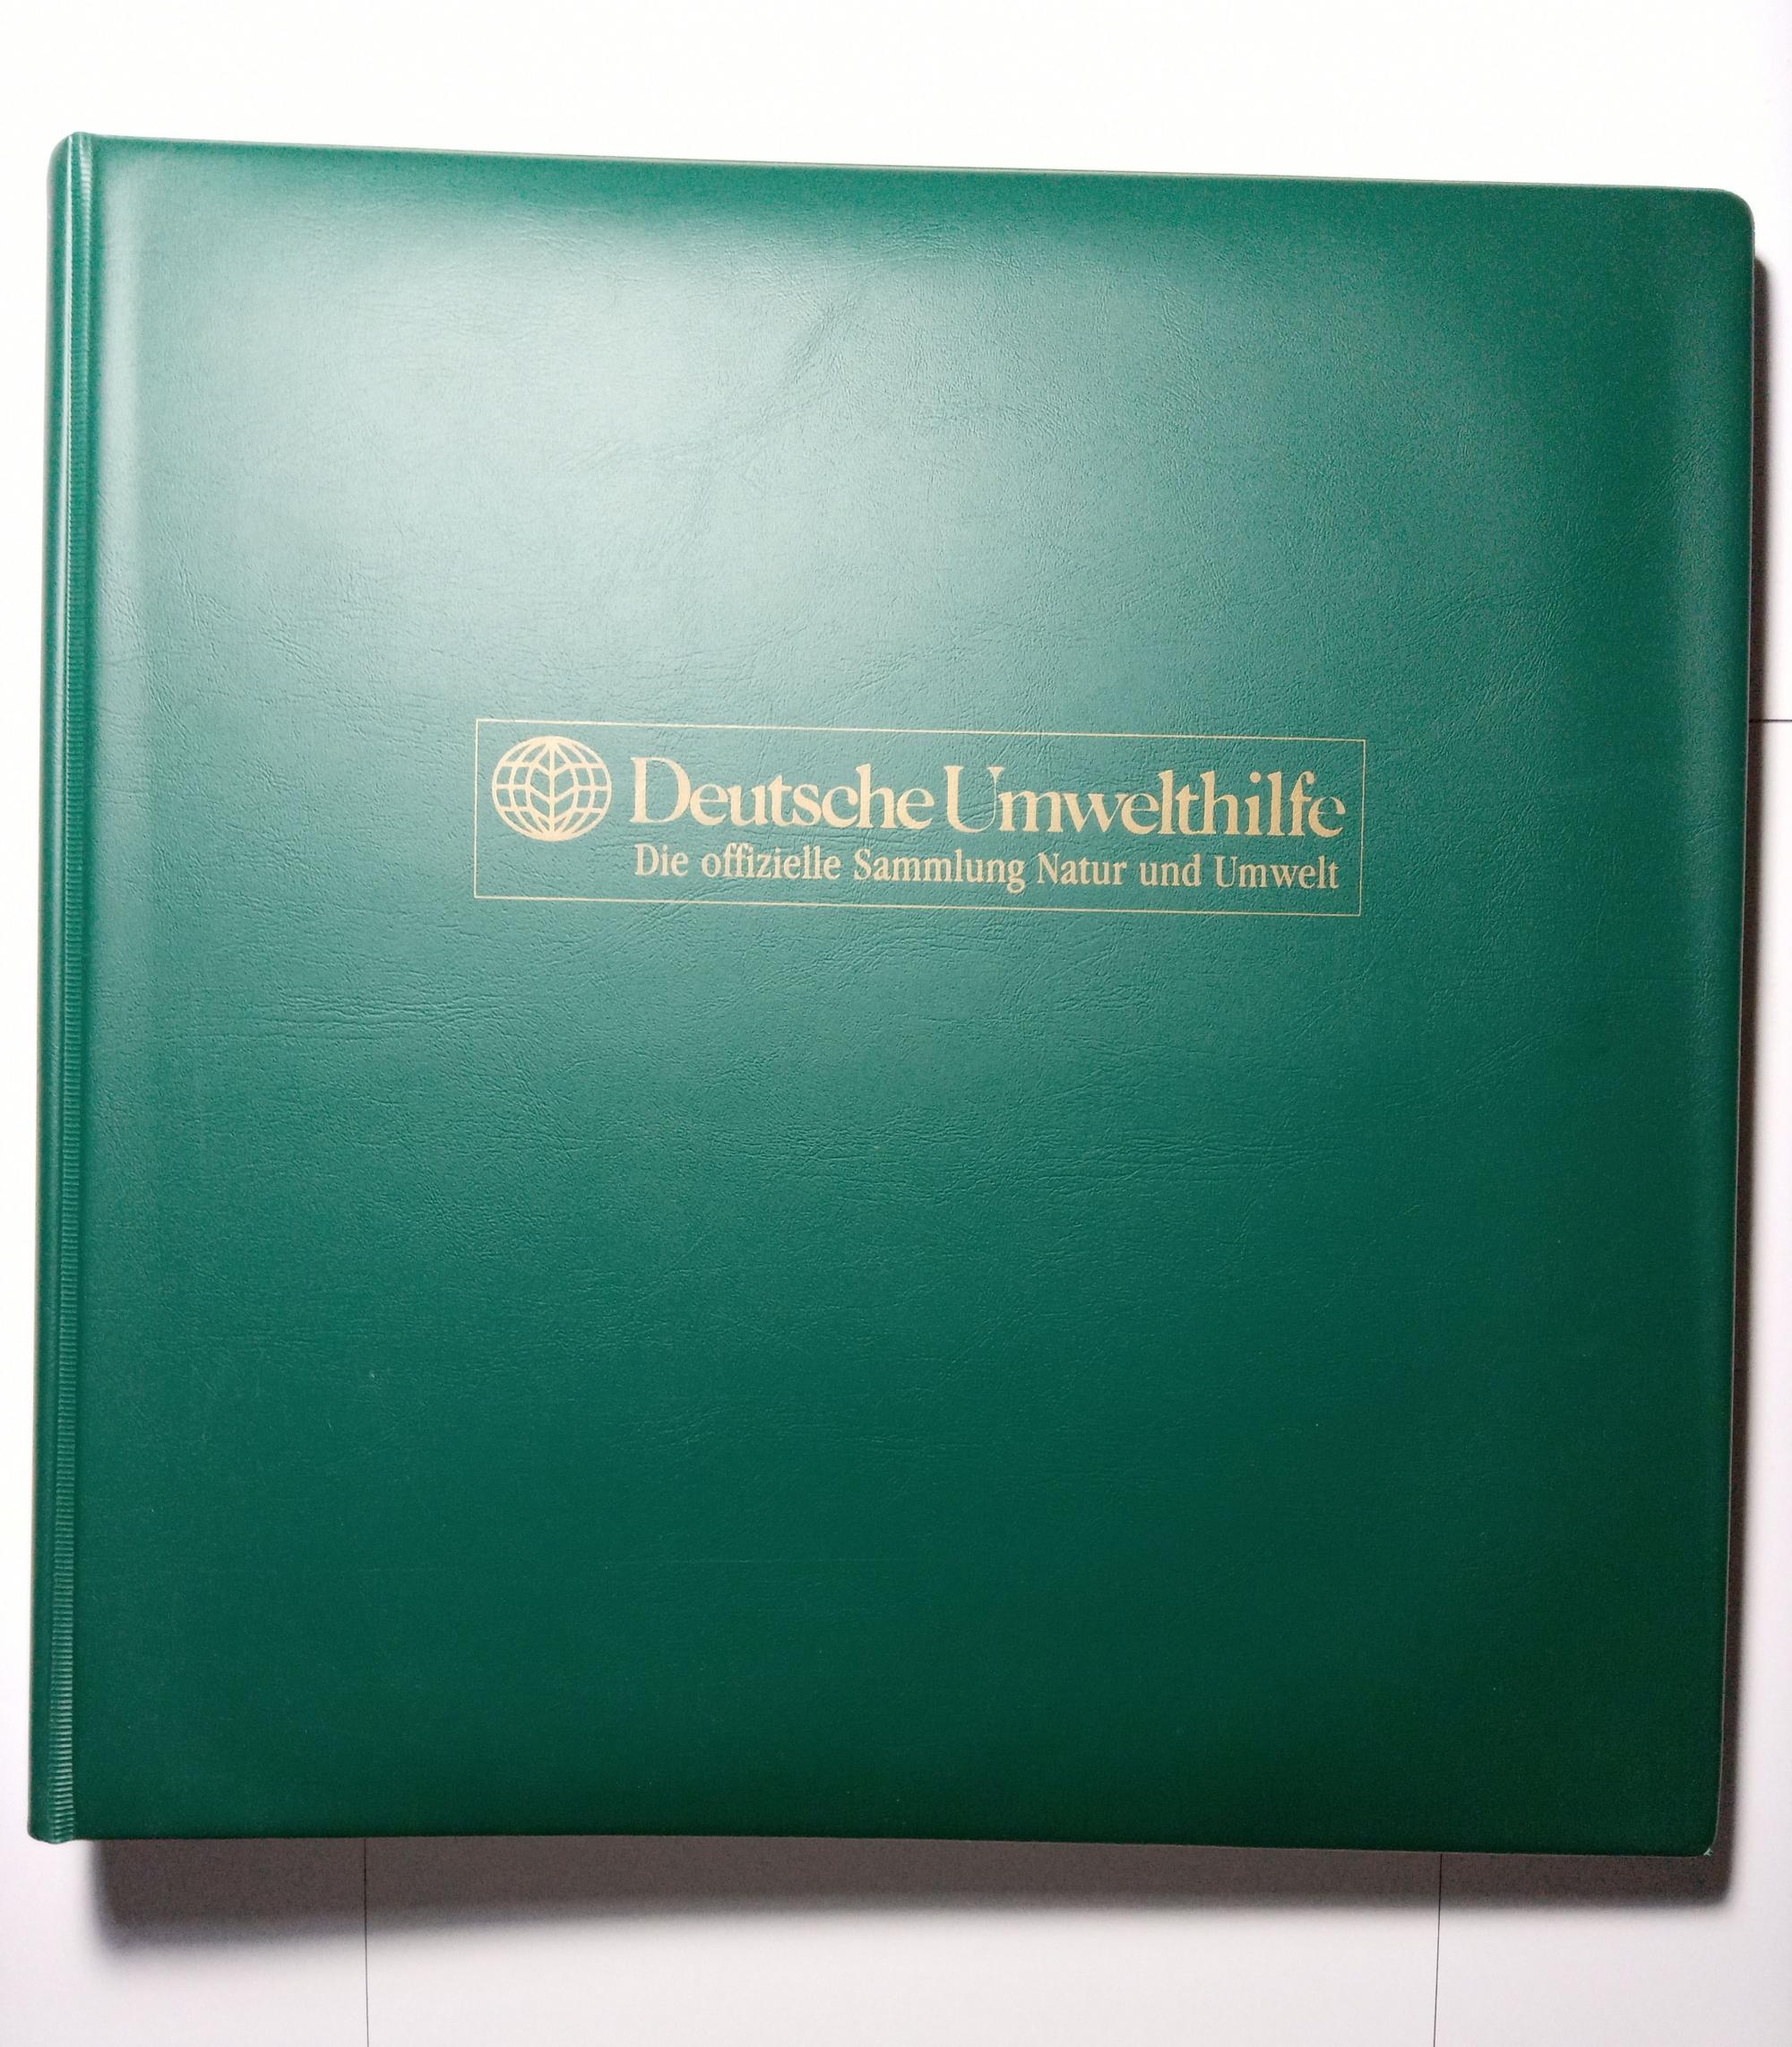 Deutsche Umwelthilfe
Die offizielle Sammlung Natur und Umwelt